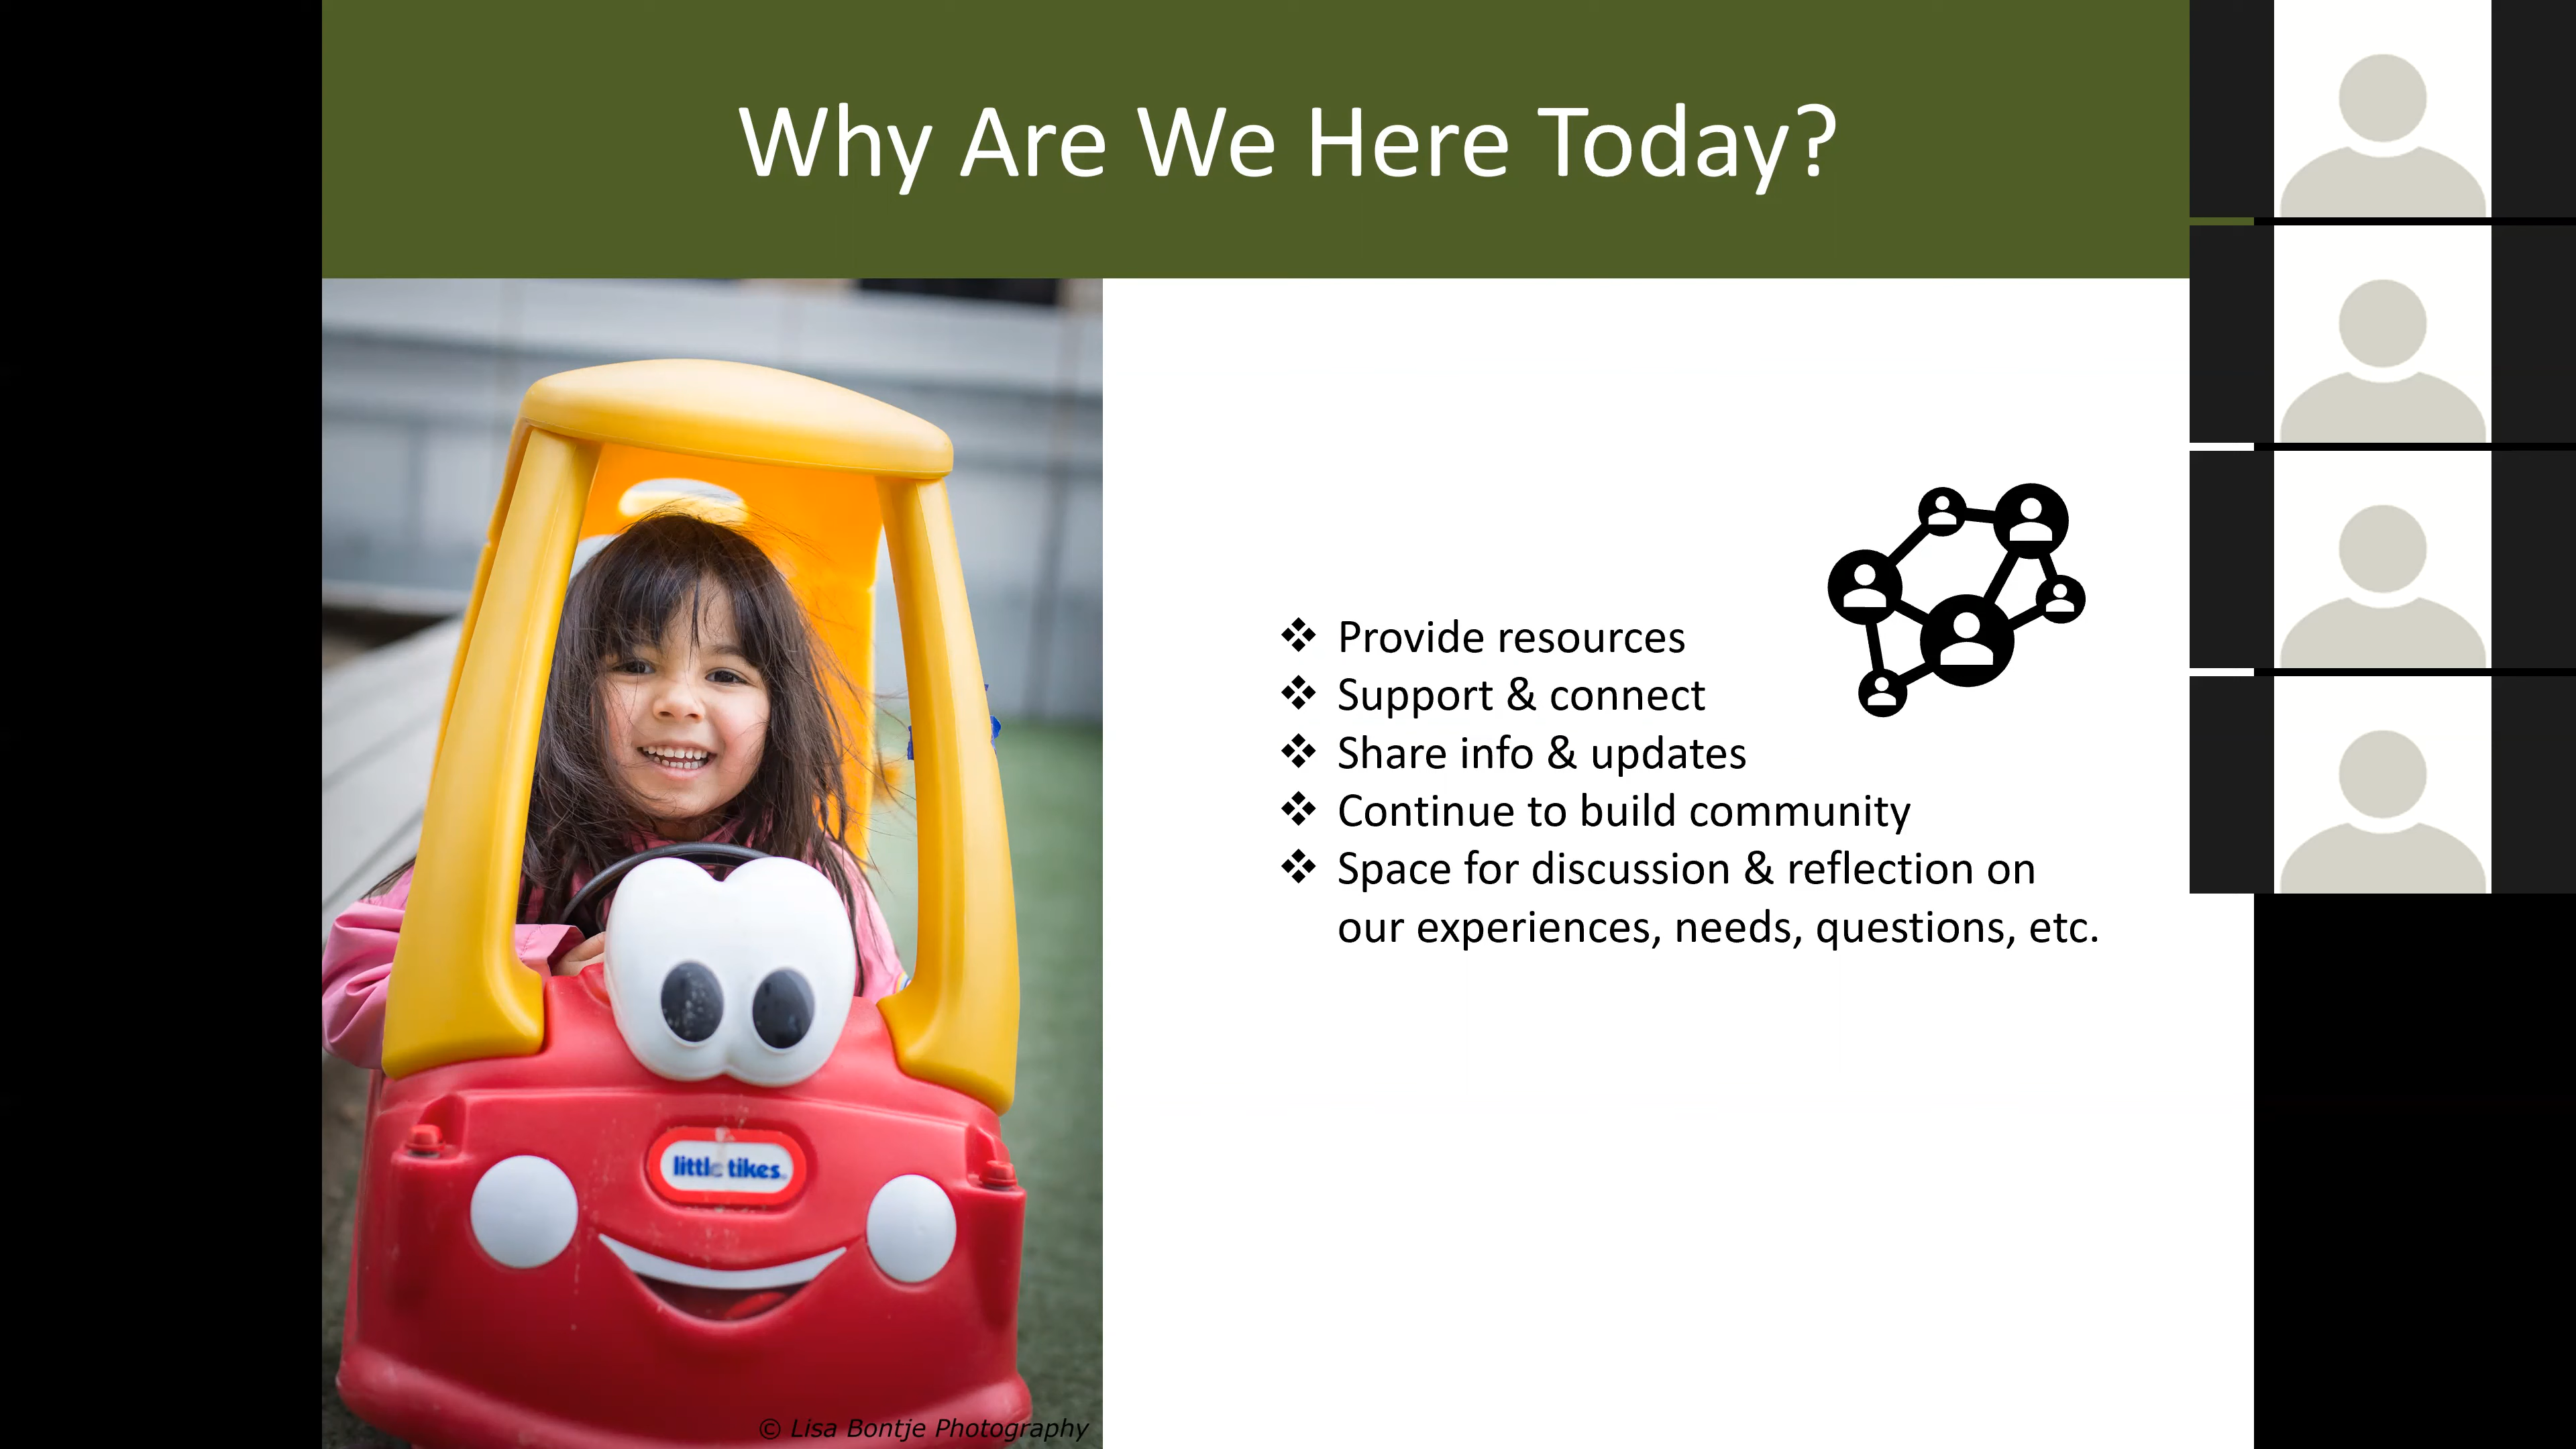 Why Are We Here Today?
❖ Provide resources
❖ Support & connect
❖ Share info & updates
❖ Continue to build community
❖ Space for discussion & reflection on
our experiences, needs, questions, etc.
little tikes
© Lisa Bontje Photography